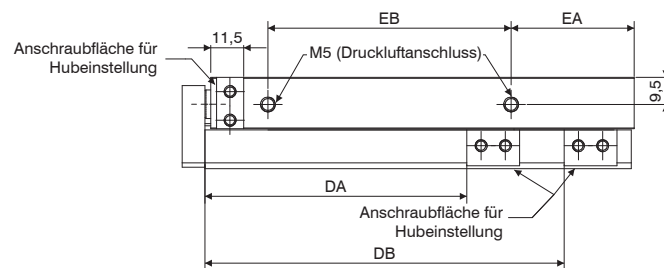 EB
EA
11,5
Anschraubfläche für
Hubeinstellung
M5 (Druckluftanschluss)
9,5
DA
Anschraubfläche für
Hubeinstellung
DB